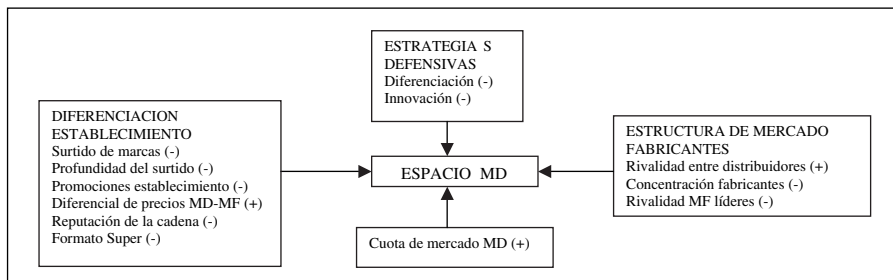 ESTRATEGIA S
DEFENSIVAS
Diferenciación (-)
Innovación (-)
DIFERENCIACION
ESTABLECIMIENTO
Surtido de marcas (-)
Profundidad del surtido (-)
Promociones establecimiento (-)
Diferencial de precios MD-MF (+)
Reputación de la cadena (-)
Formato Super (-)
ESPACIO MD
ESTRUCTURA DE MERCADO
FABRICANTES
Rivalidad entre distribuidores (+)
Concentración fabricantes (-)
Rivalidad MF líderes (-)
Cuota de mercado MD (+)